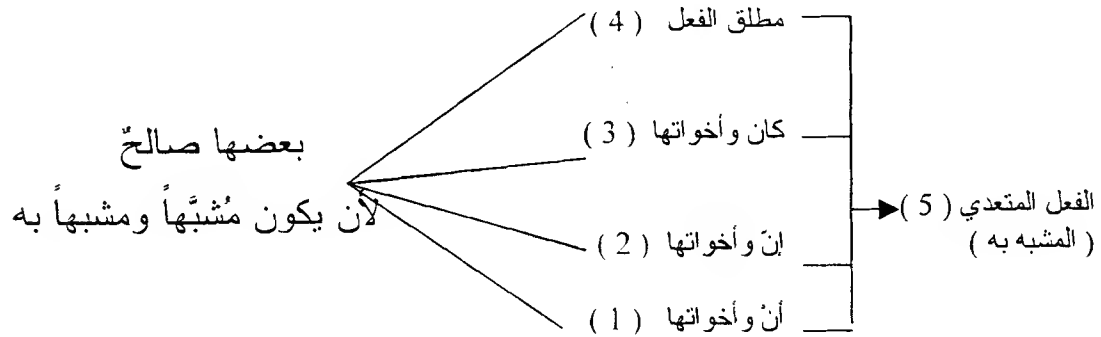 مطلق الفعل ( 4 )
كان وأخواتها ( 3 )
إنّ وأخواتها ( 2 )
أنْ وأخواتها ( 1 )
الفعل المتعدي ( 5 )
( المشبه به )
بعضها صالحٌ
لأن يكون مُشبَّهاً ومشبهاً به